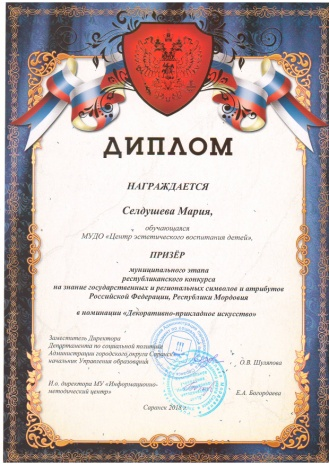 ДИПЛОМ
НАГРАЖДАЕТСЯ
Селдушева Мария,
обучающаяся
МУДО «Центр эстетического воспитания детей»,
ПРИЗЁР
муниципального этапа
республиканского конкурса
на знание государственных и региональных символов и атрибутов
Российской Федерации, Республики Мордовия
в номинации «Декоративно-прикладное искусство»
Заместитель Директора
Департамента по социальной политике
Администрации городского округа Саранск
начальник Управления образования
О.В. Шуляпова
И.о. директора МУ «Информационно-
методический центр»
Е.А. Богорбаева
Саранск 2018 г.